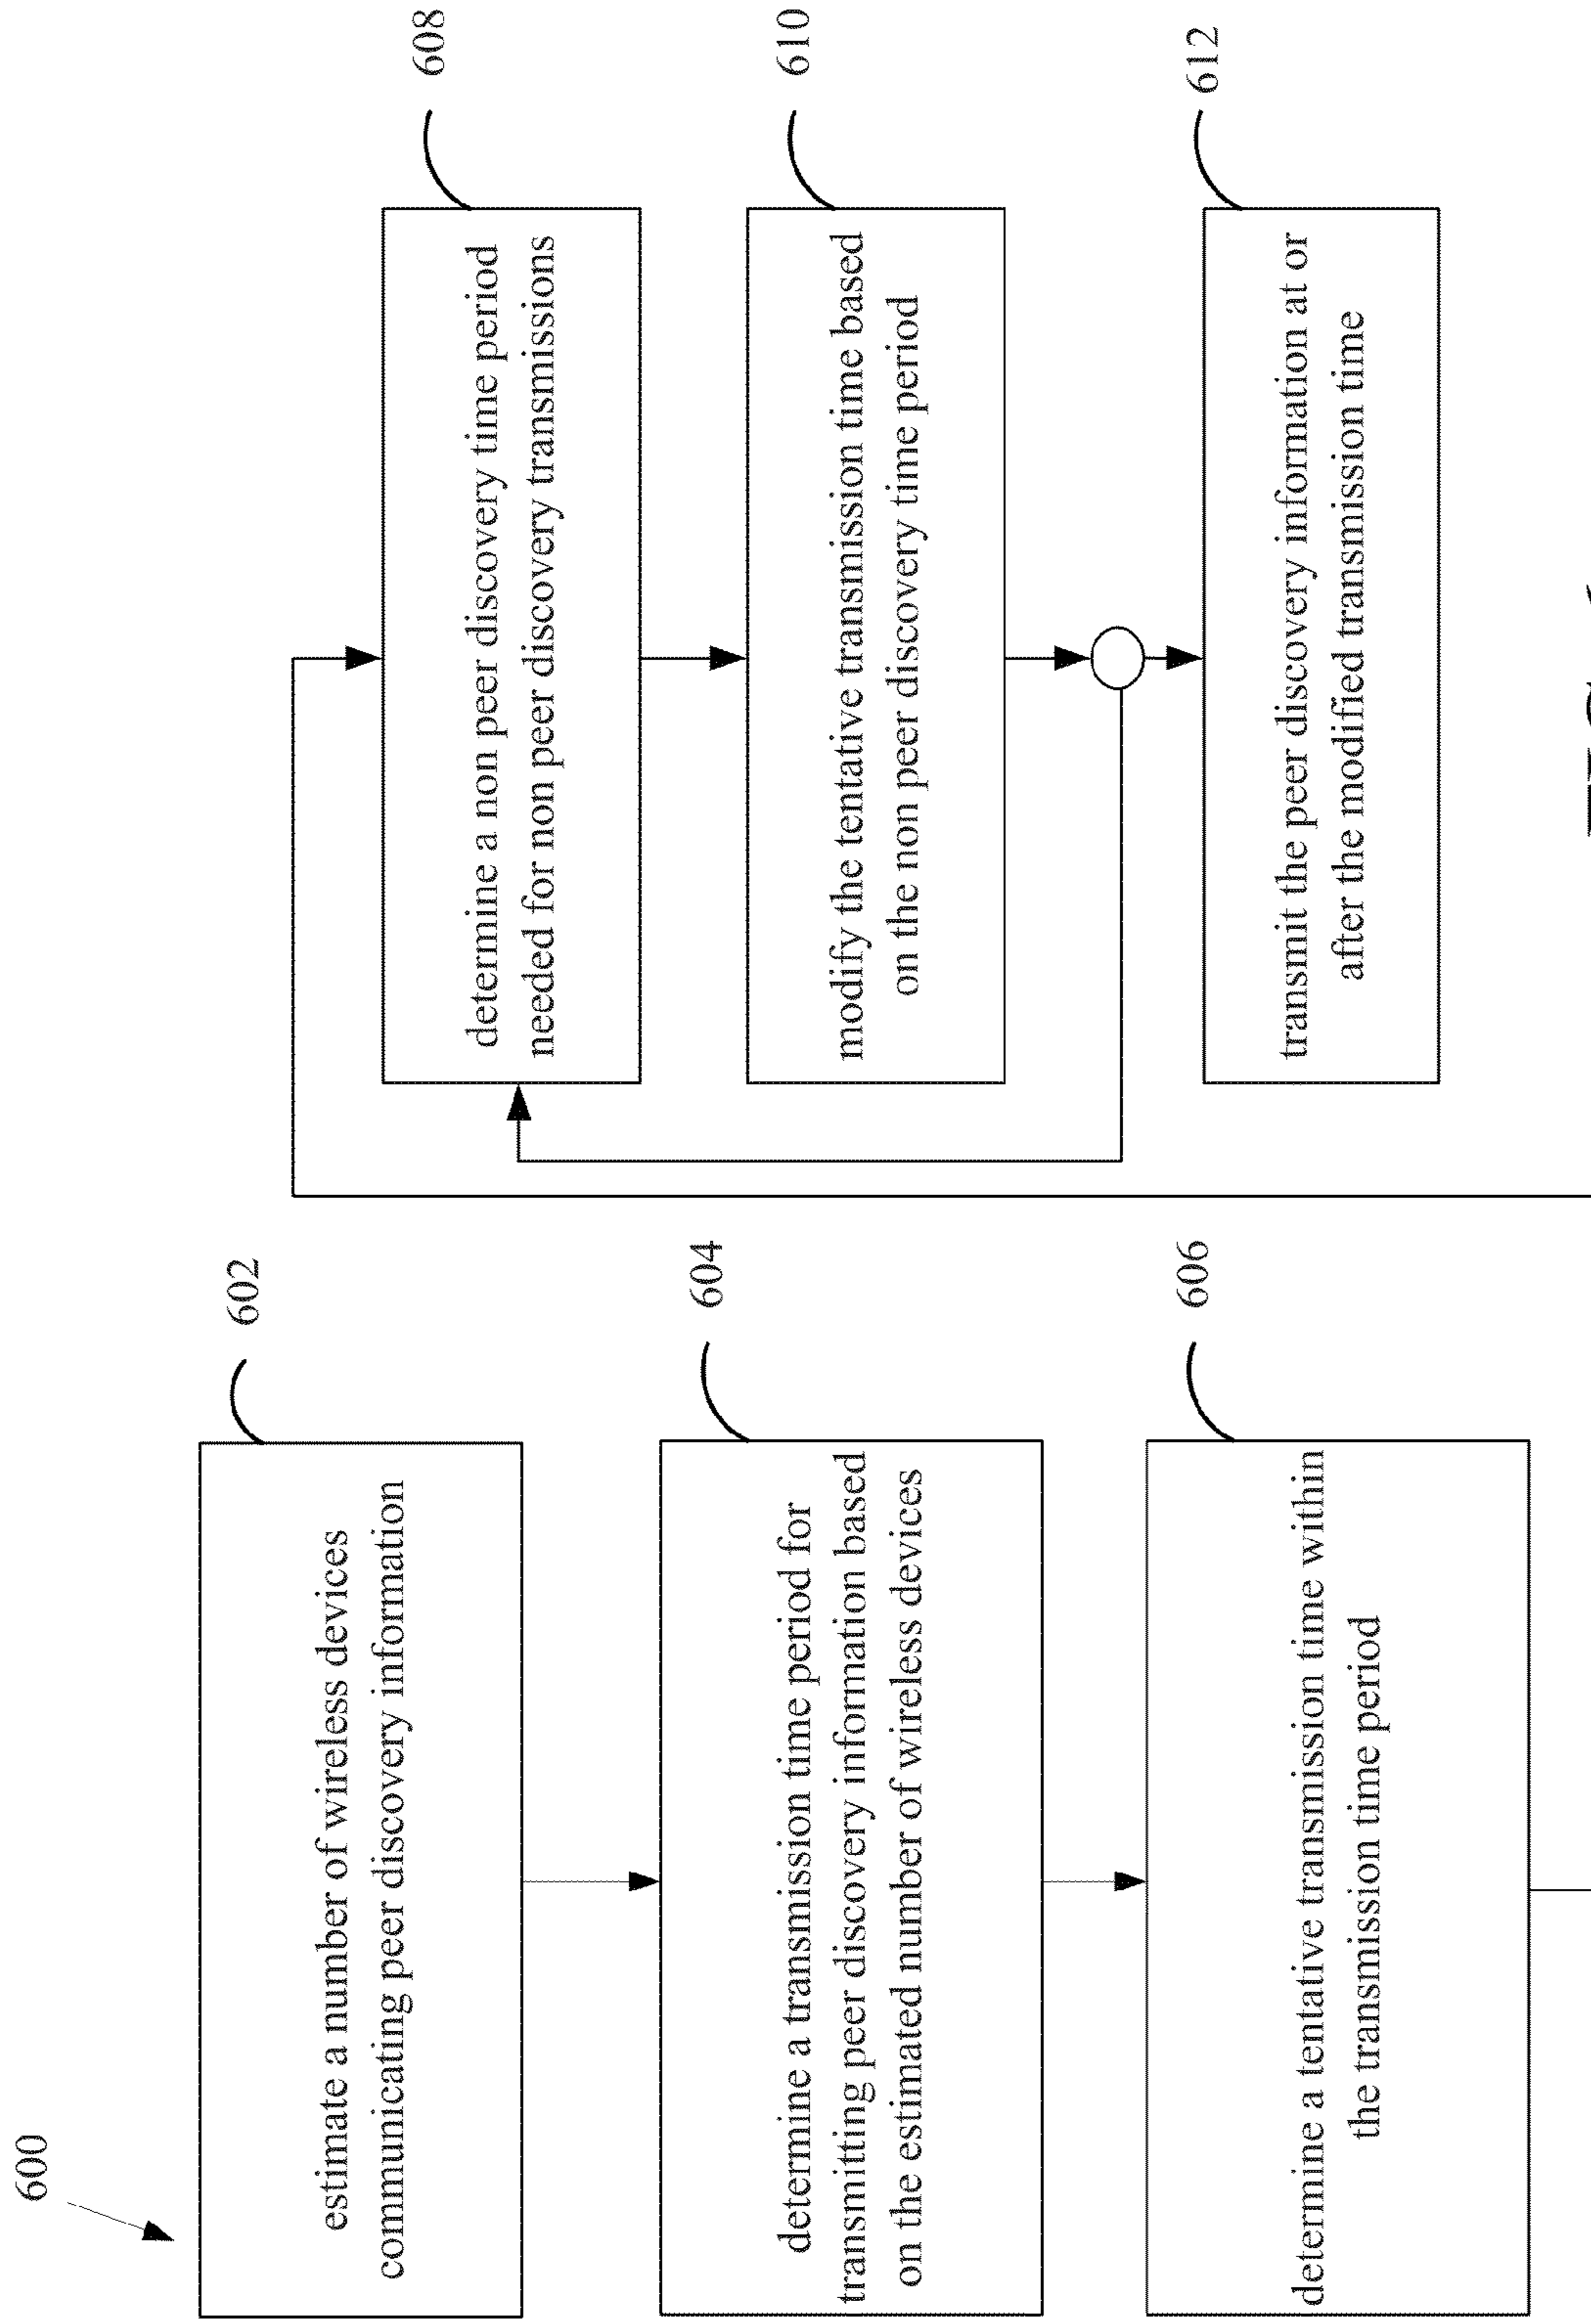 600
602
estimate a number of wireless devices
communicating peer discovery information
604
determine a transmission time period for
transmitting peer discovery information based
on the estimated number of wireless devices
606
determine a tentative transmission time within
the transmission time period
608
determine a non peer discovery time period
needed for non peer discovery transmissions
610
modify the tentative transmission time based
on the non peer discovery time period
612
transmit the peer discovery information at or
after the modified transmission time